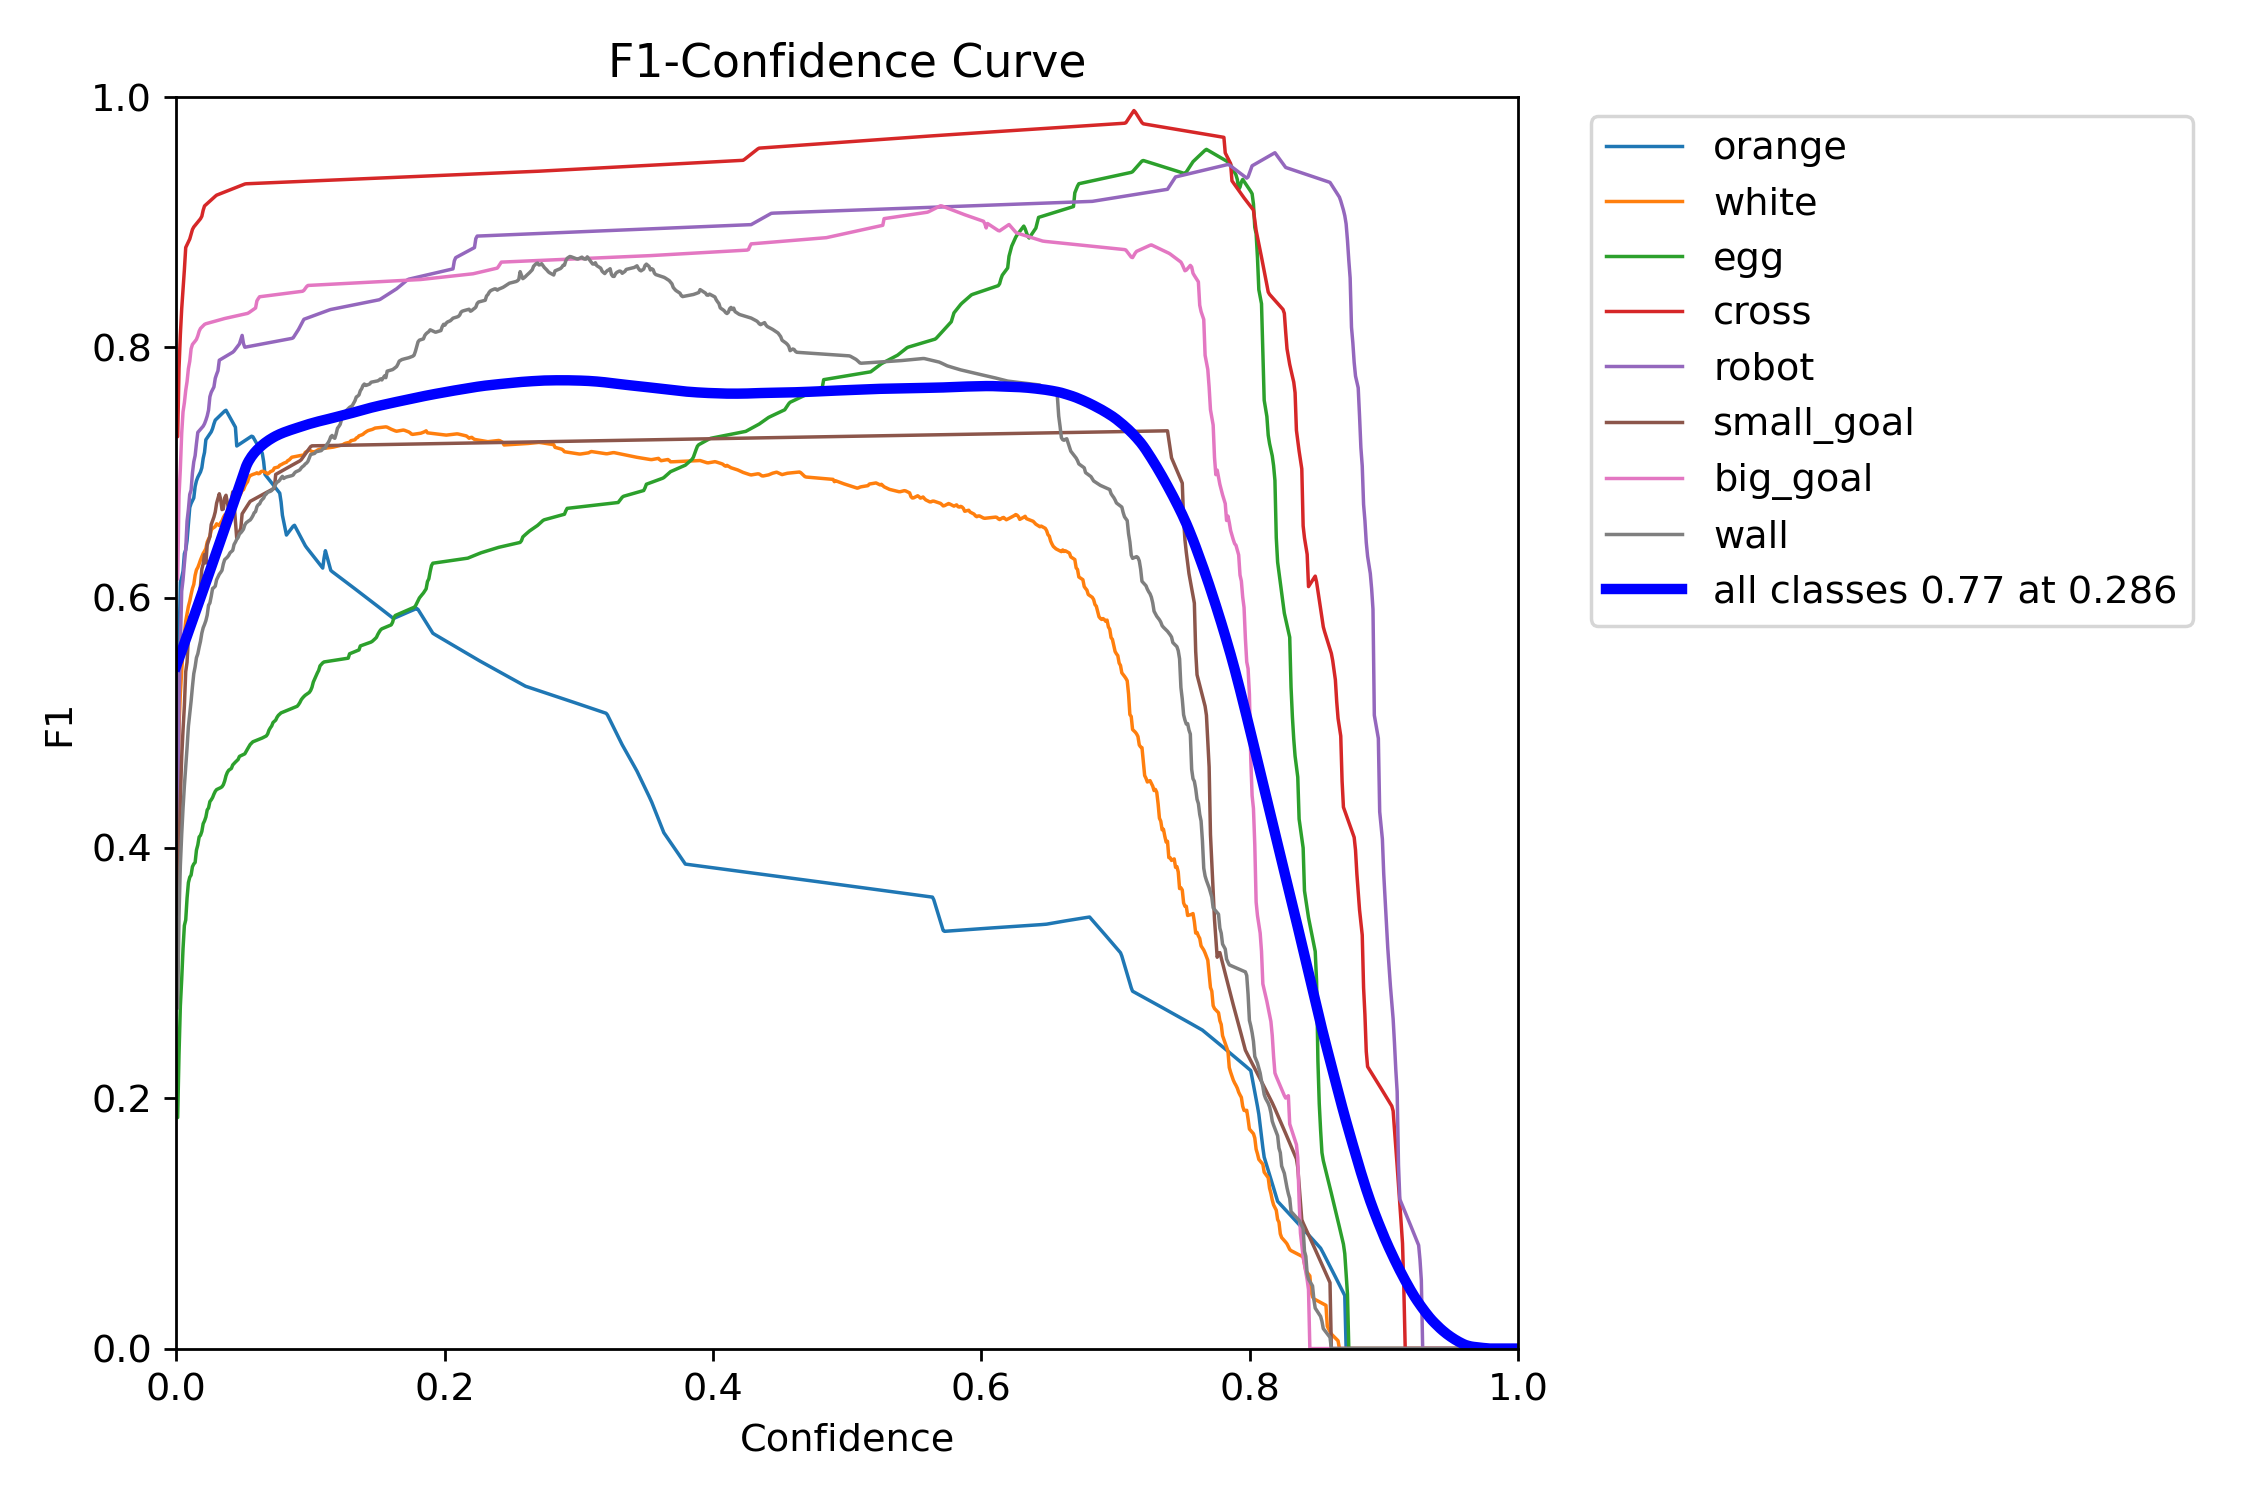 F1-Confidence Curve
1.0
0.8
0.6
0.4
0.2
0.0
F1
0.0 0.2 0.4 0.6 0.8 1.0
Confidence
orange
white
egg
cross
robot
small_goal
big_goal
wall
all classes 0.77 at 0.286